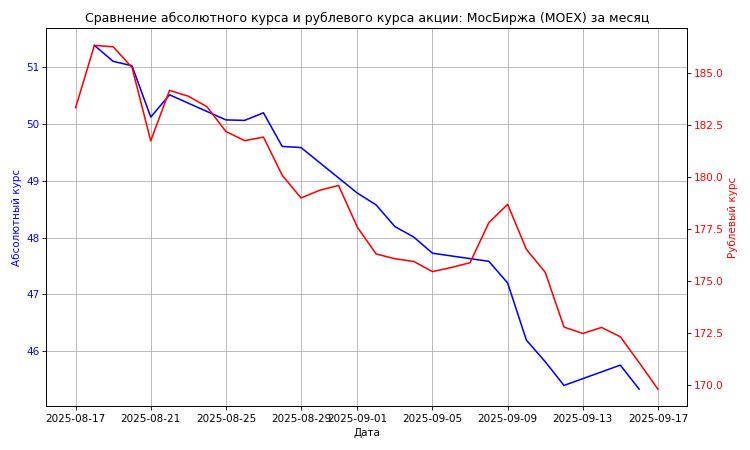 Сравнение абсолютного курса и рублевого курса акции: МосБиржа (MOEX) за месяц
51
50
49
48
47
46
Абсолютный курс
185.0
182.5
180.0
177.5
175.0
172.5
170.0
Рублевый курс
2025-08-17 2025-08-21 2025-08-25 2025-08-29 2025-09-01 2025-09-05 2025-09-09 2025-09-13 2025-09-17
Дата